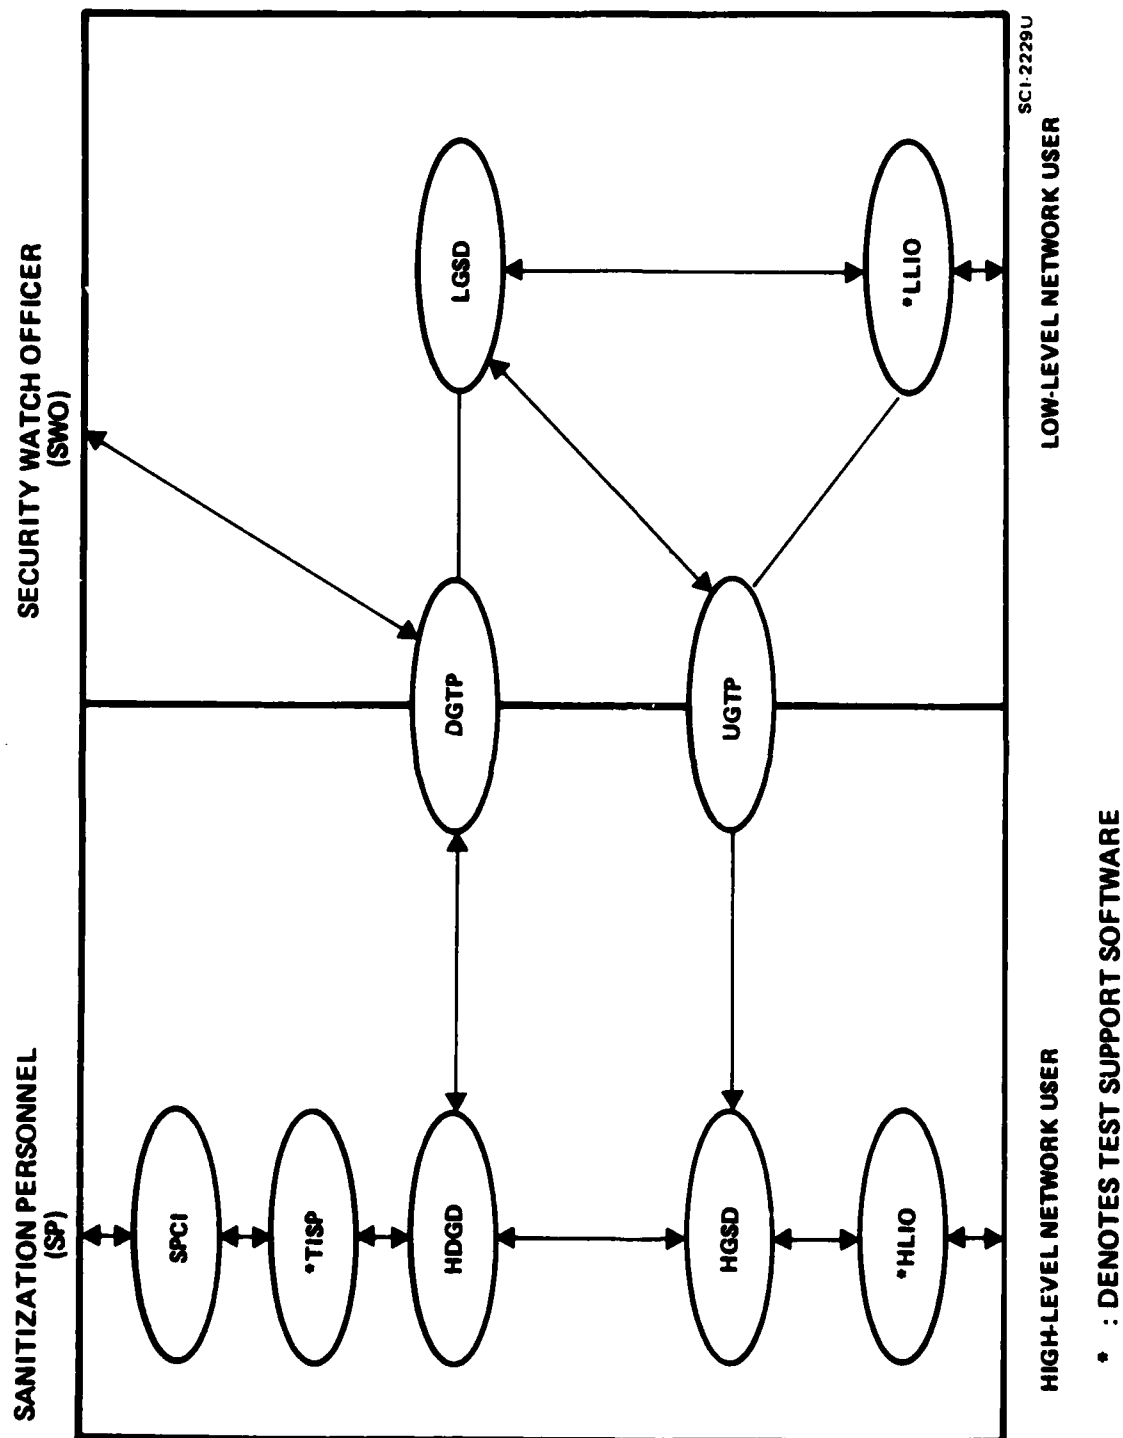 SANITIZATION PERSONNEL
(SP)
SECURITY WATCH OFFICER
(SWO)
SPCI
*TISP
HDGD
DGTP
LGSD
HGSD
UGTP
*HLIO
*LLIO
SCI-2229U
HIGH-LEVEL NETWORK USER
LOW-LEVEL NETWORK USER
* : DENOTES TEST SUPPORT SOFTWARE